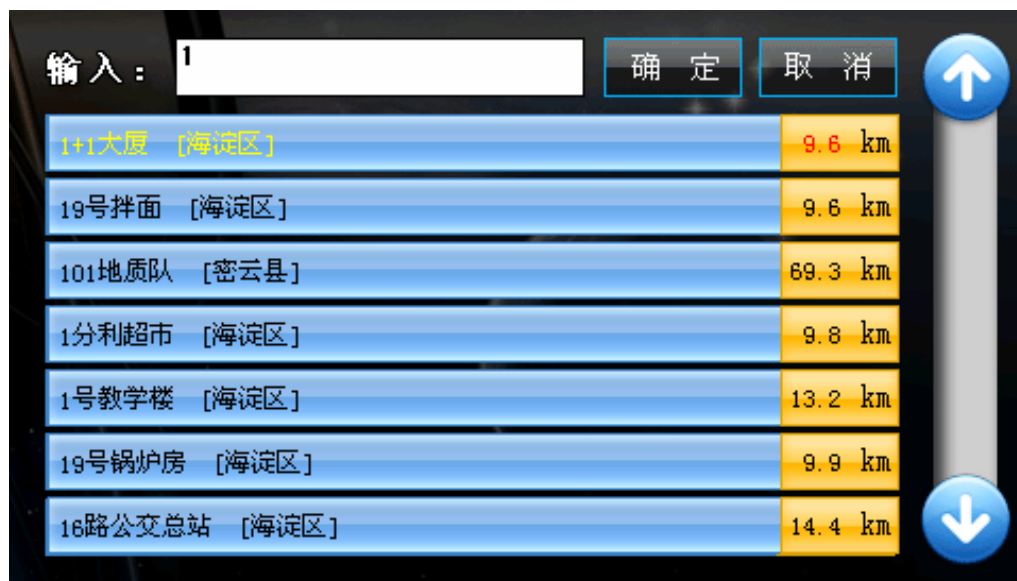 输入: 1 确 定 取 消
1+1大厦 [海淀区] 9.6 km
19号拌面 [海淀区] 9.6 km
101地质队 [密云县] 69.3 km
1分利超市 [海淀区] 9.8 km
1号教学楼 [海淀区] 13.2 km
19号锅炉房 [海淀区] 9.9 km
16路公交总站 [海淀区] 14.4 km